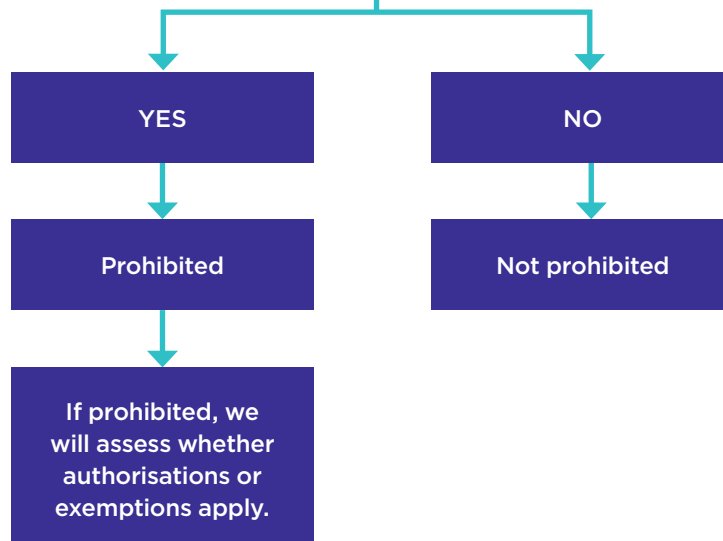 YES
NO
Prohibited
Not prohibited
If prohibited, we
will assess whether
authorisations or
exemptions apply.